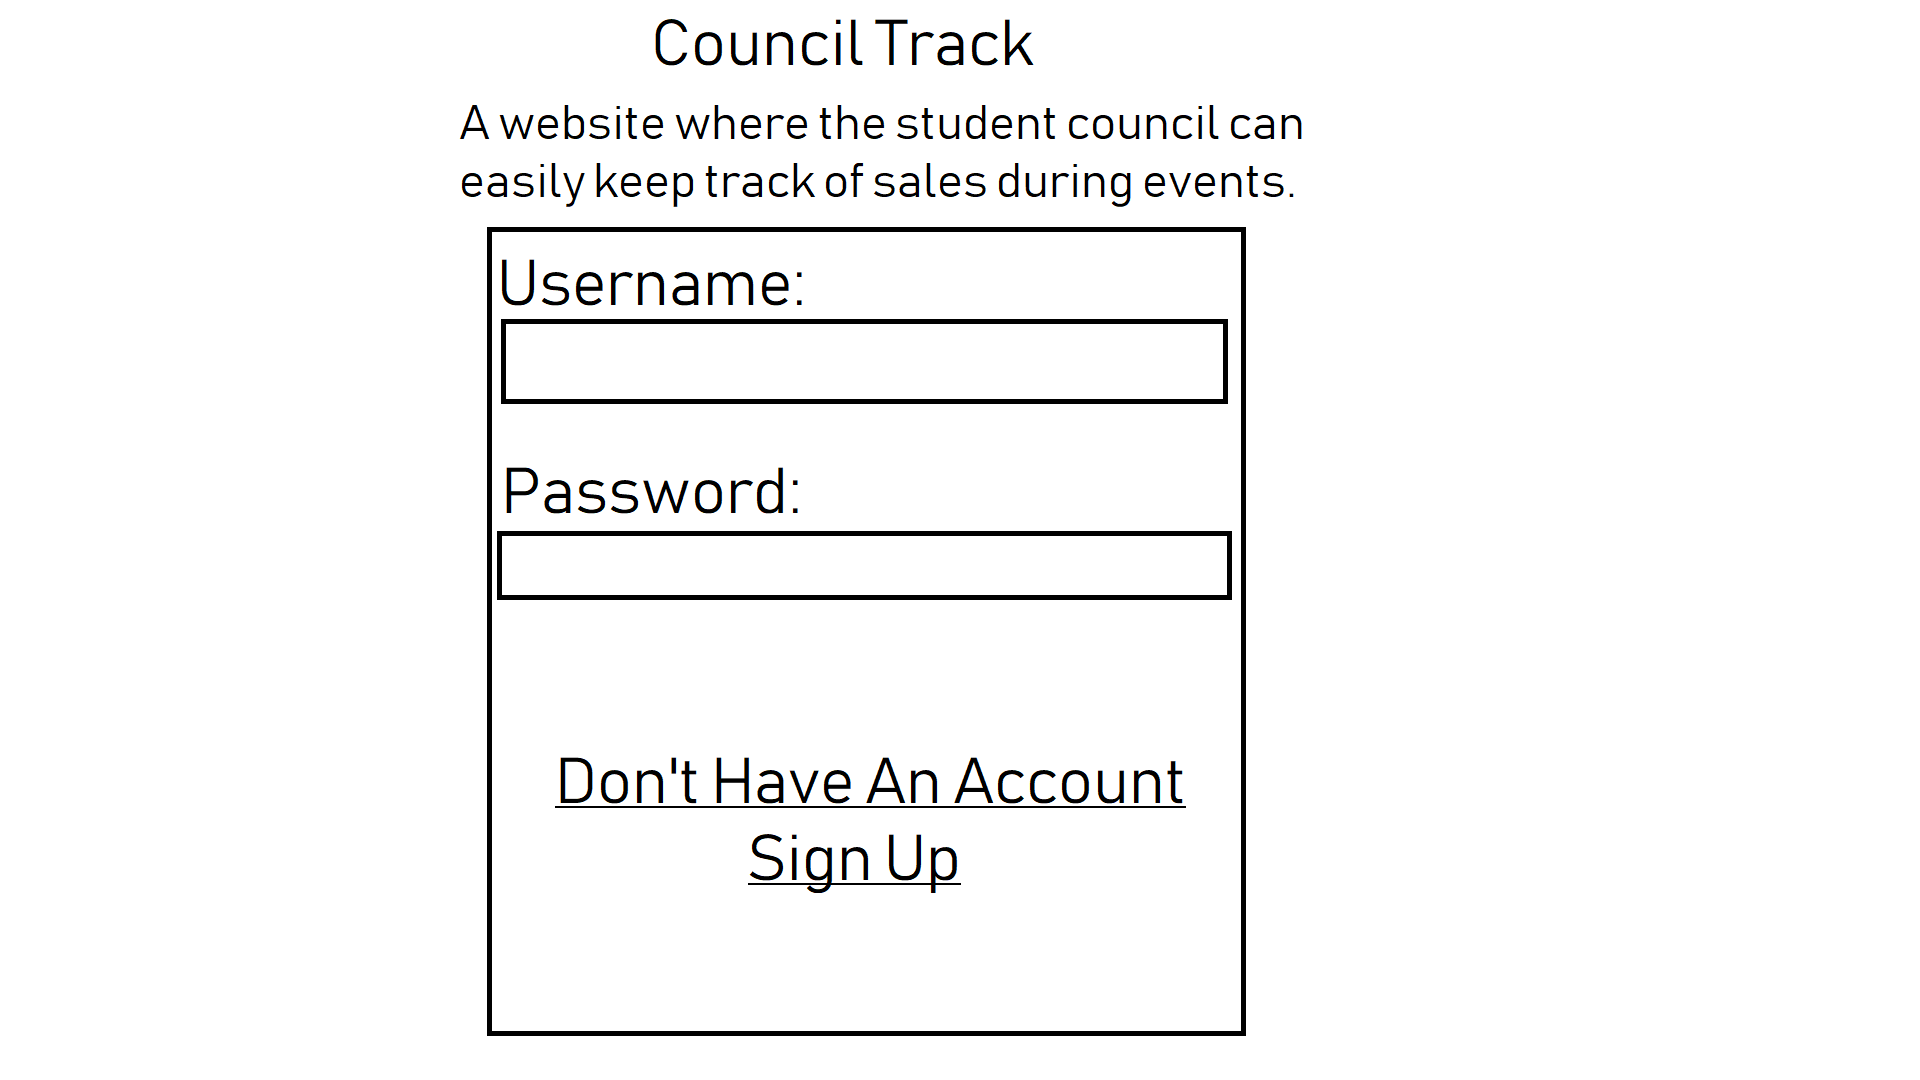 Council Track
A website where the student council can
easily keep track of sales during events.
Username:
Password:
Don't Have An Account
Sign Up